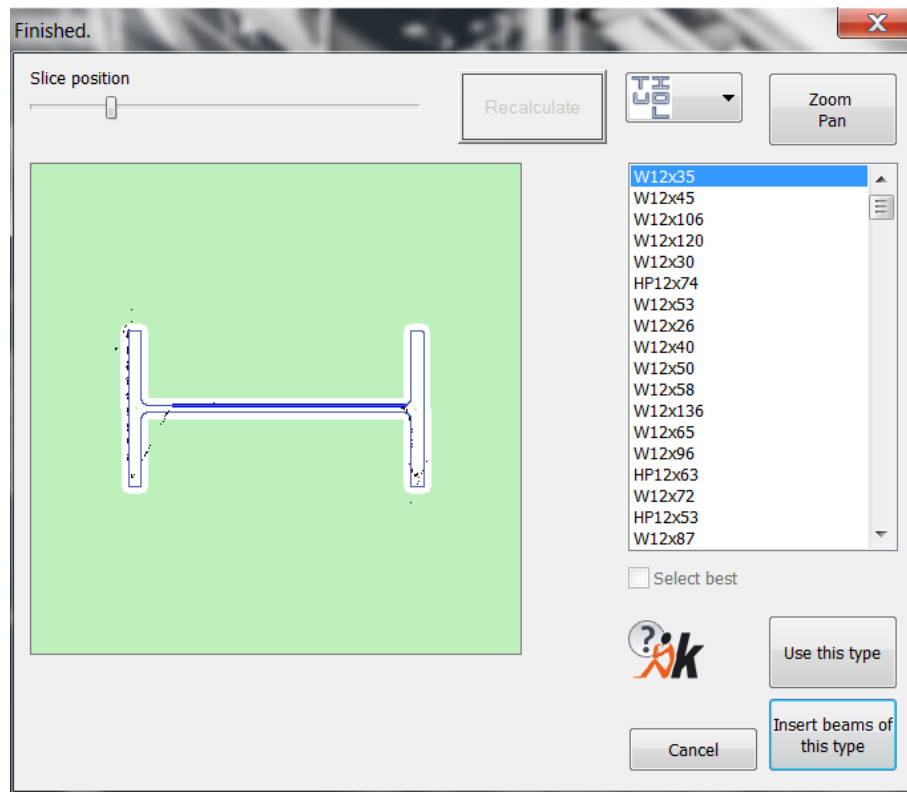 Finished.
X
Slice position
Recalculate
Zoom
Pan
W12x35
W12x45
W12x106
W12x120
W12x30
HP12x74
W12x53
W12x26
W12x40
W12x50
W12x58
W12x136
W12x65
W12x96
HP12x63
W12x72
HP12x53
W12x87
Select best
?
k
Use this type
Insert beams of
this type
Cancel